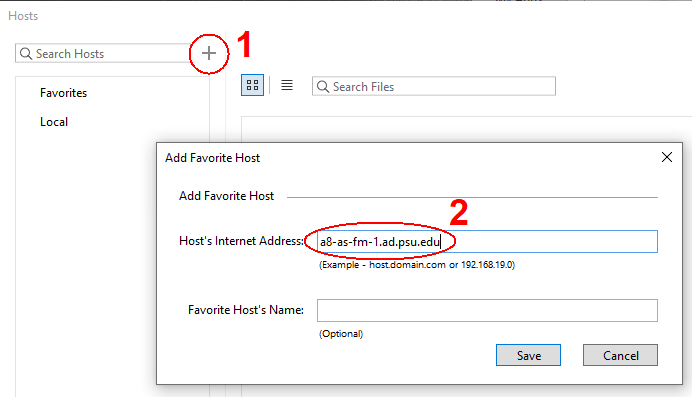 Hosts
Search Hosts
1
Search Files
Favorites
Local
Add Favorite Host
Add Favorite Host
2
Host's Internet Address: a8-as-fm-1.ad.psu.edu
(Example - host.domain.com or 192.168.19.0)
Favorite Host's Name:
(Optional)
Save Cancel